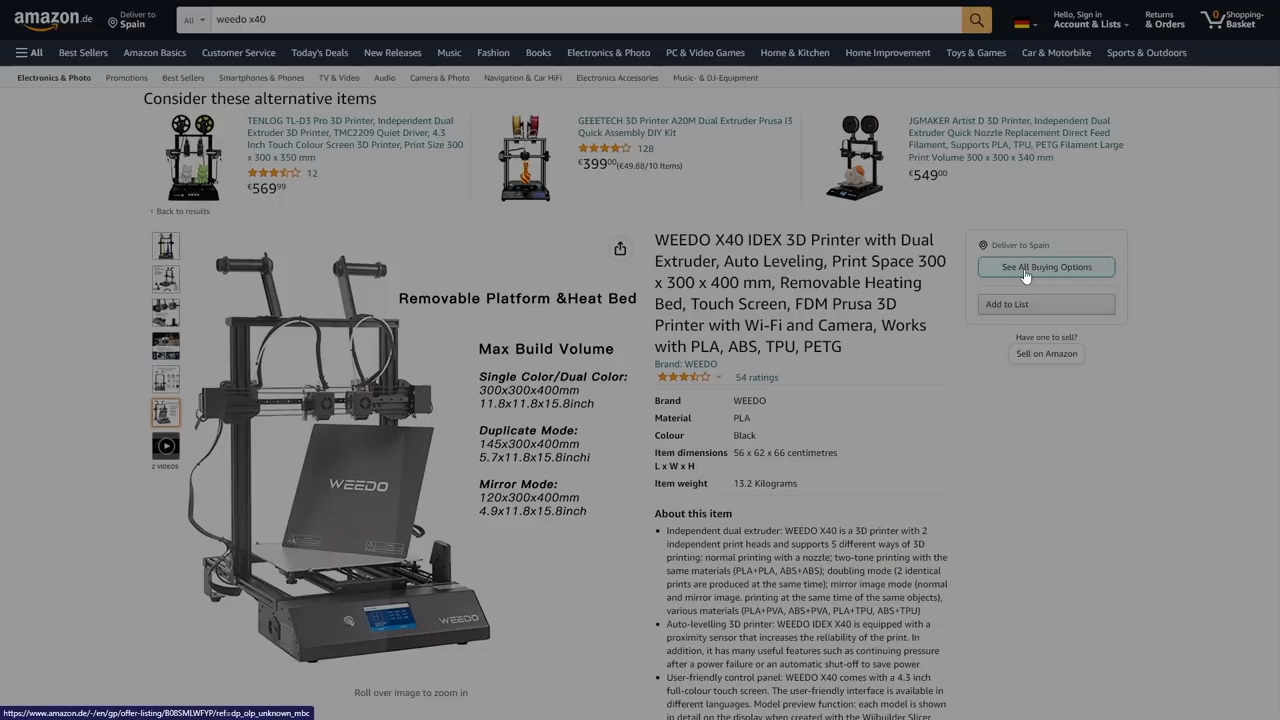 amazon.de
Deliver to
Spain
All
weedo x40
Hello, Sign in
Account & Lists
Returns
& Orders
0
Shopping-
Basket
All
Best Sellers
Amazon Basics
Customer Service
Today's Deals
New Releases
Music
Fashion
Books
Electronics & Photo
PC & Video Games
Home & Kitchen
Home Improvement
Toys & Games
Car & Motorbike
Sports & Outdoors
Electronics & Photo
Promotions
Best Sellers
Smartphones & Phones
TV & Video
Audio
Camera & Photo
Navigation & Car HiFi
Electronics Accessories
Music- & DJ-Equipment
Consider these alternative items
TENLOG TL-D3 Pro 3D Printer, Independent Dual
Extruder 3D Printer, TMC2209 Quiet Driver, 4.3
Inch Touch Colour Screen 3D Printer, Print Size 300
x 300 x 350 mm
12
€56999
GEEETECH 3D Printer A20M Dual Extruder Prusa I3
Quick Assembly DIY Kit
128
€39900 (€49.88/10 Items)
JGMAKER Artist D 3D Printer, Independent Dual
Extruder Quick Nozzle Replacement Direct Feed
Filament, Supports PLA, TPU, PETG Filament Large
Print Volume 300 x 300 x 340 mm
€54900
‹ Back to results
2 VIDEOS
Removable Platform &Heat Bed
Max Build Volume
Single Color/Dual Color:
300x300x400mm
11.8x11.8x15.8inch
Duplicate Mode:
145x300x400mm
5.7x11.8x15.8inchi
Mirror Mode:
120x300x400mm
4.9x11.8x15.8inch
WEEDO
WEEDO
Roll over image to zoom in
WEEDO X40 IDEX 3D Printer with Dual
Extruder, Auto Leveling, Print Space 300
x 300 x 400 mm, Removable Heating
Bed, Touch Screen, FDM Prusa 3D
Printer with Wi-Fi and Camera, Works
with PLA, ABS, TPU, PETG
Brand: WEEDO
54 ratings
Brand WEEDO
Material PLA
Colour Black
Item dimensions 56 x 62 x 66 centimetres
L x W x H
Item weight 13.2 Kilograms
About this item
• Independent dual extruder: WEEDO X40 is a 3D printer with 2
independent print heads and supports 5 different ways of 3D
printing: normal printing with a nozzle; two-tone printing with the
same materials (PLA+PLA, ABS+ABS); doubling mode (2 identical
prints are produced at the same time); mirror image mode (normal
and mirror image. printing at the same time of the same objects),
various materials (PLA+PVA, ABS+PVA, PLA+TPU, ABS+TPU)
• Auto-levelling 3D printer: WEEDO IDEX X40 is equipped with a
proximity sensor that increases the reliability of the print. In
addition, it has many useful features such as continuing pressure
after a power failure or an automatic shut-off to save power
• User-friendly control panel: WEEDO X40 comes with a 4.3 inch
full-colour touch screen. The user-friendly interface is available in
different languages. Model preview function: each model is shown
in detail on the display when created with the Wiibuilder Slicer
Deliver to Spain
See All Buying Options
Add to List
Have one to sell?
Sell on Amazon
https://www.amazon.de/-/en/gp/offer-listing/B08SMLWFYP/ref=dp_olp_unknown_mbc